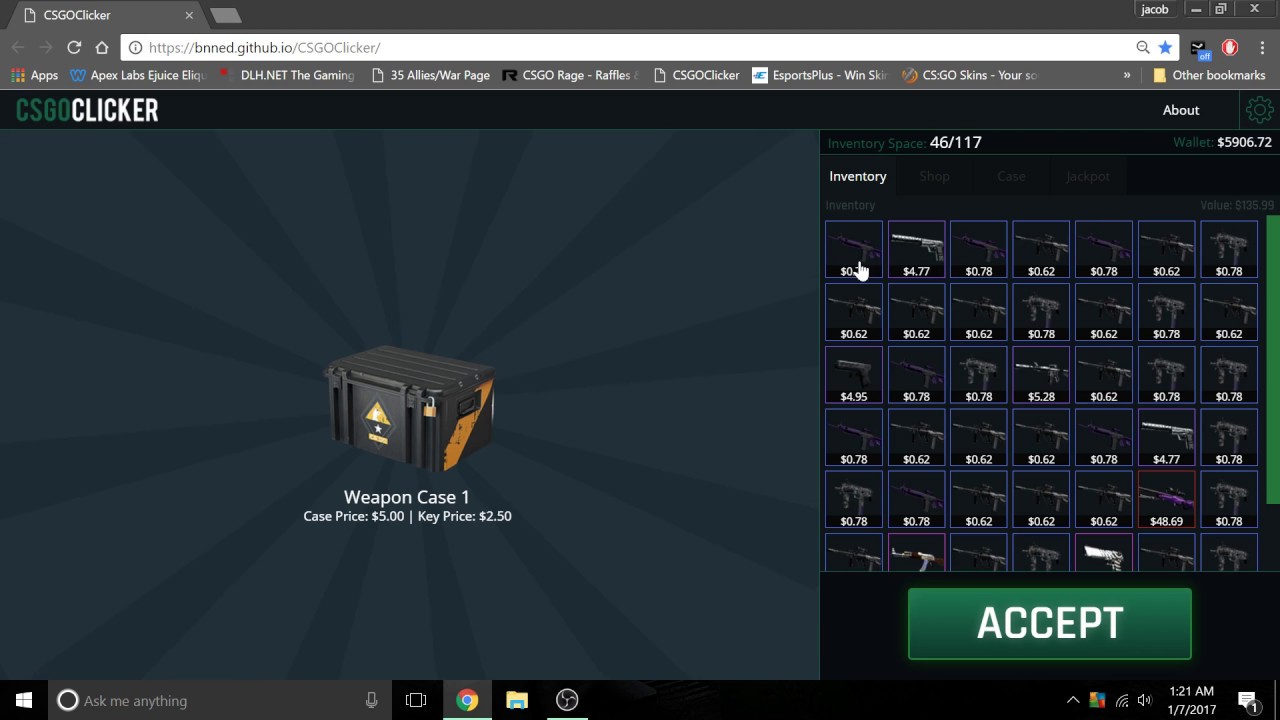 CSGOClicker
jacob
https://bnned.github.io/CSGOClicker/
Apps Apex Labs Ejuice Eliqu DLH.NET The Gaming 35 Allies/War Page CSGO Rage - Raffles & CSGOClicker EsportsPlus - Win Skin CS:GO Skins - Your so » Other bookmarks
off
CSGOCLICKER
About
Inventory Space: 46/117 Wallet: $5906.72
Inventory Shop Case Jackpot
Inventory Value: $135.99
$4.77 $0.78 $0.62 $0.78 $0.62 $0.78
$0.62 $0.62 $0.62 $0.78 $0.62 $0.78 $0.62
$4.95 $0.78 $0.78 $5.28 $0.62 $0.78 $0.78
$0.78 $0.62 $0.62 $0.62 $0.78 $4.77 $0.78
$0.78 $0.78 $0.62 $0.62 $0.62 $48.69 $0.78
Weapon Case 1
Case Price: $5.00 | Key Price: $2.50
ACCEPT
Ask me anything
1:21 AM
1/7/2017
1